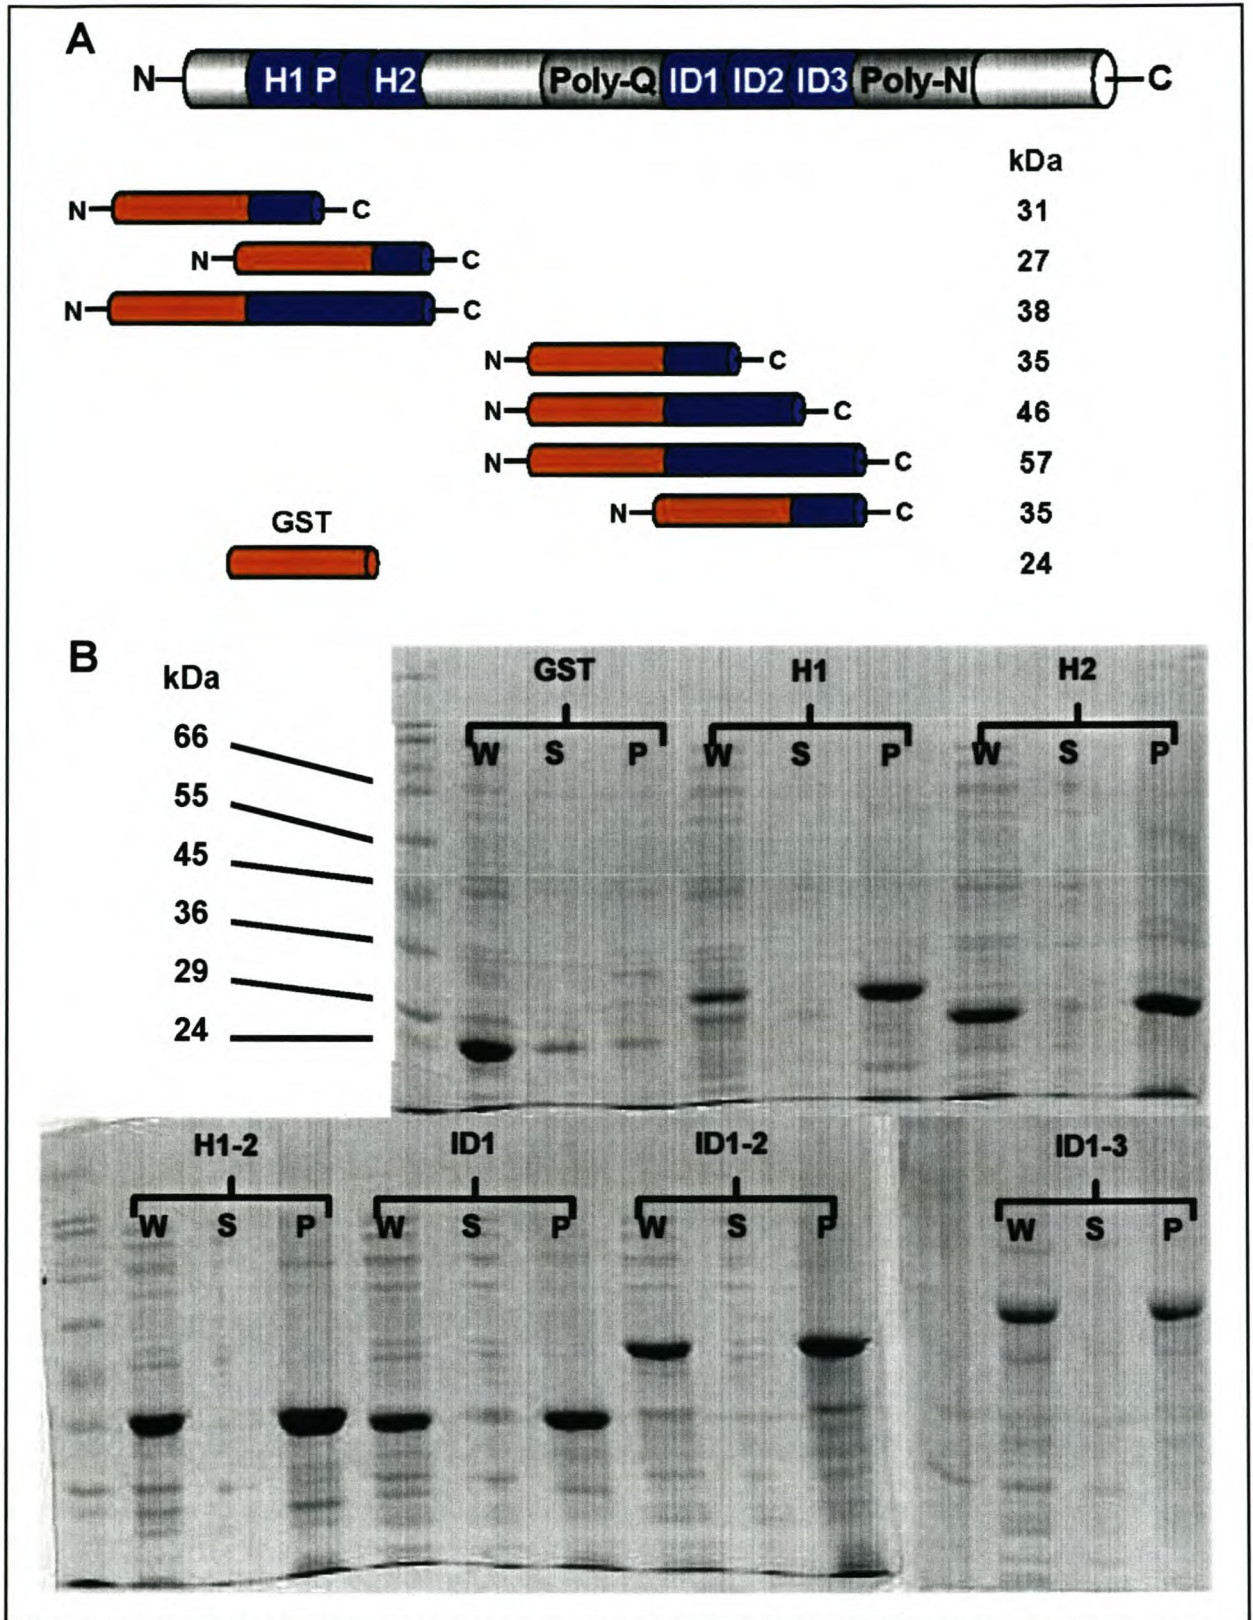 A
N H1 P H2 Poly-Q ID1 ID2 ID3 Poly-N C
kDa
N C 31
N C 27
N C 38
N C 35
N C 46
N C 57
N C 35
GST
24
B
kDa
66
55
45
36
29
24
GST H1 H2
W S P W S P W S P
H1-2 ID1 ID1-2 ID1-3
W S P W S P W S P W S P